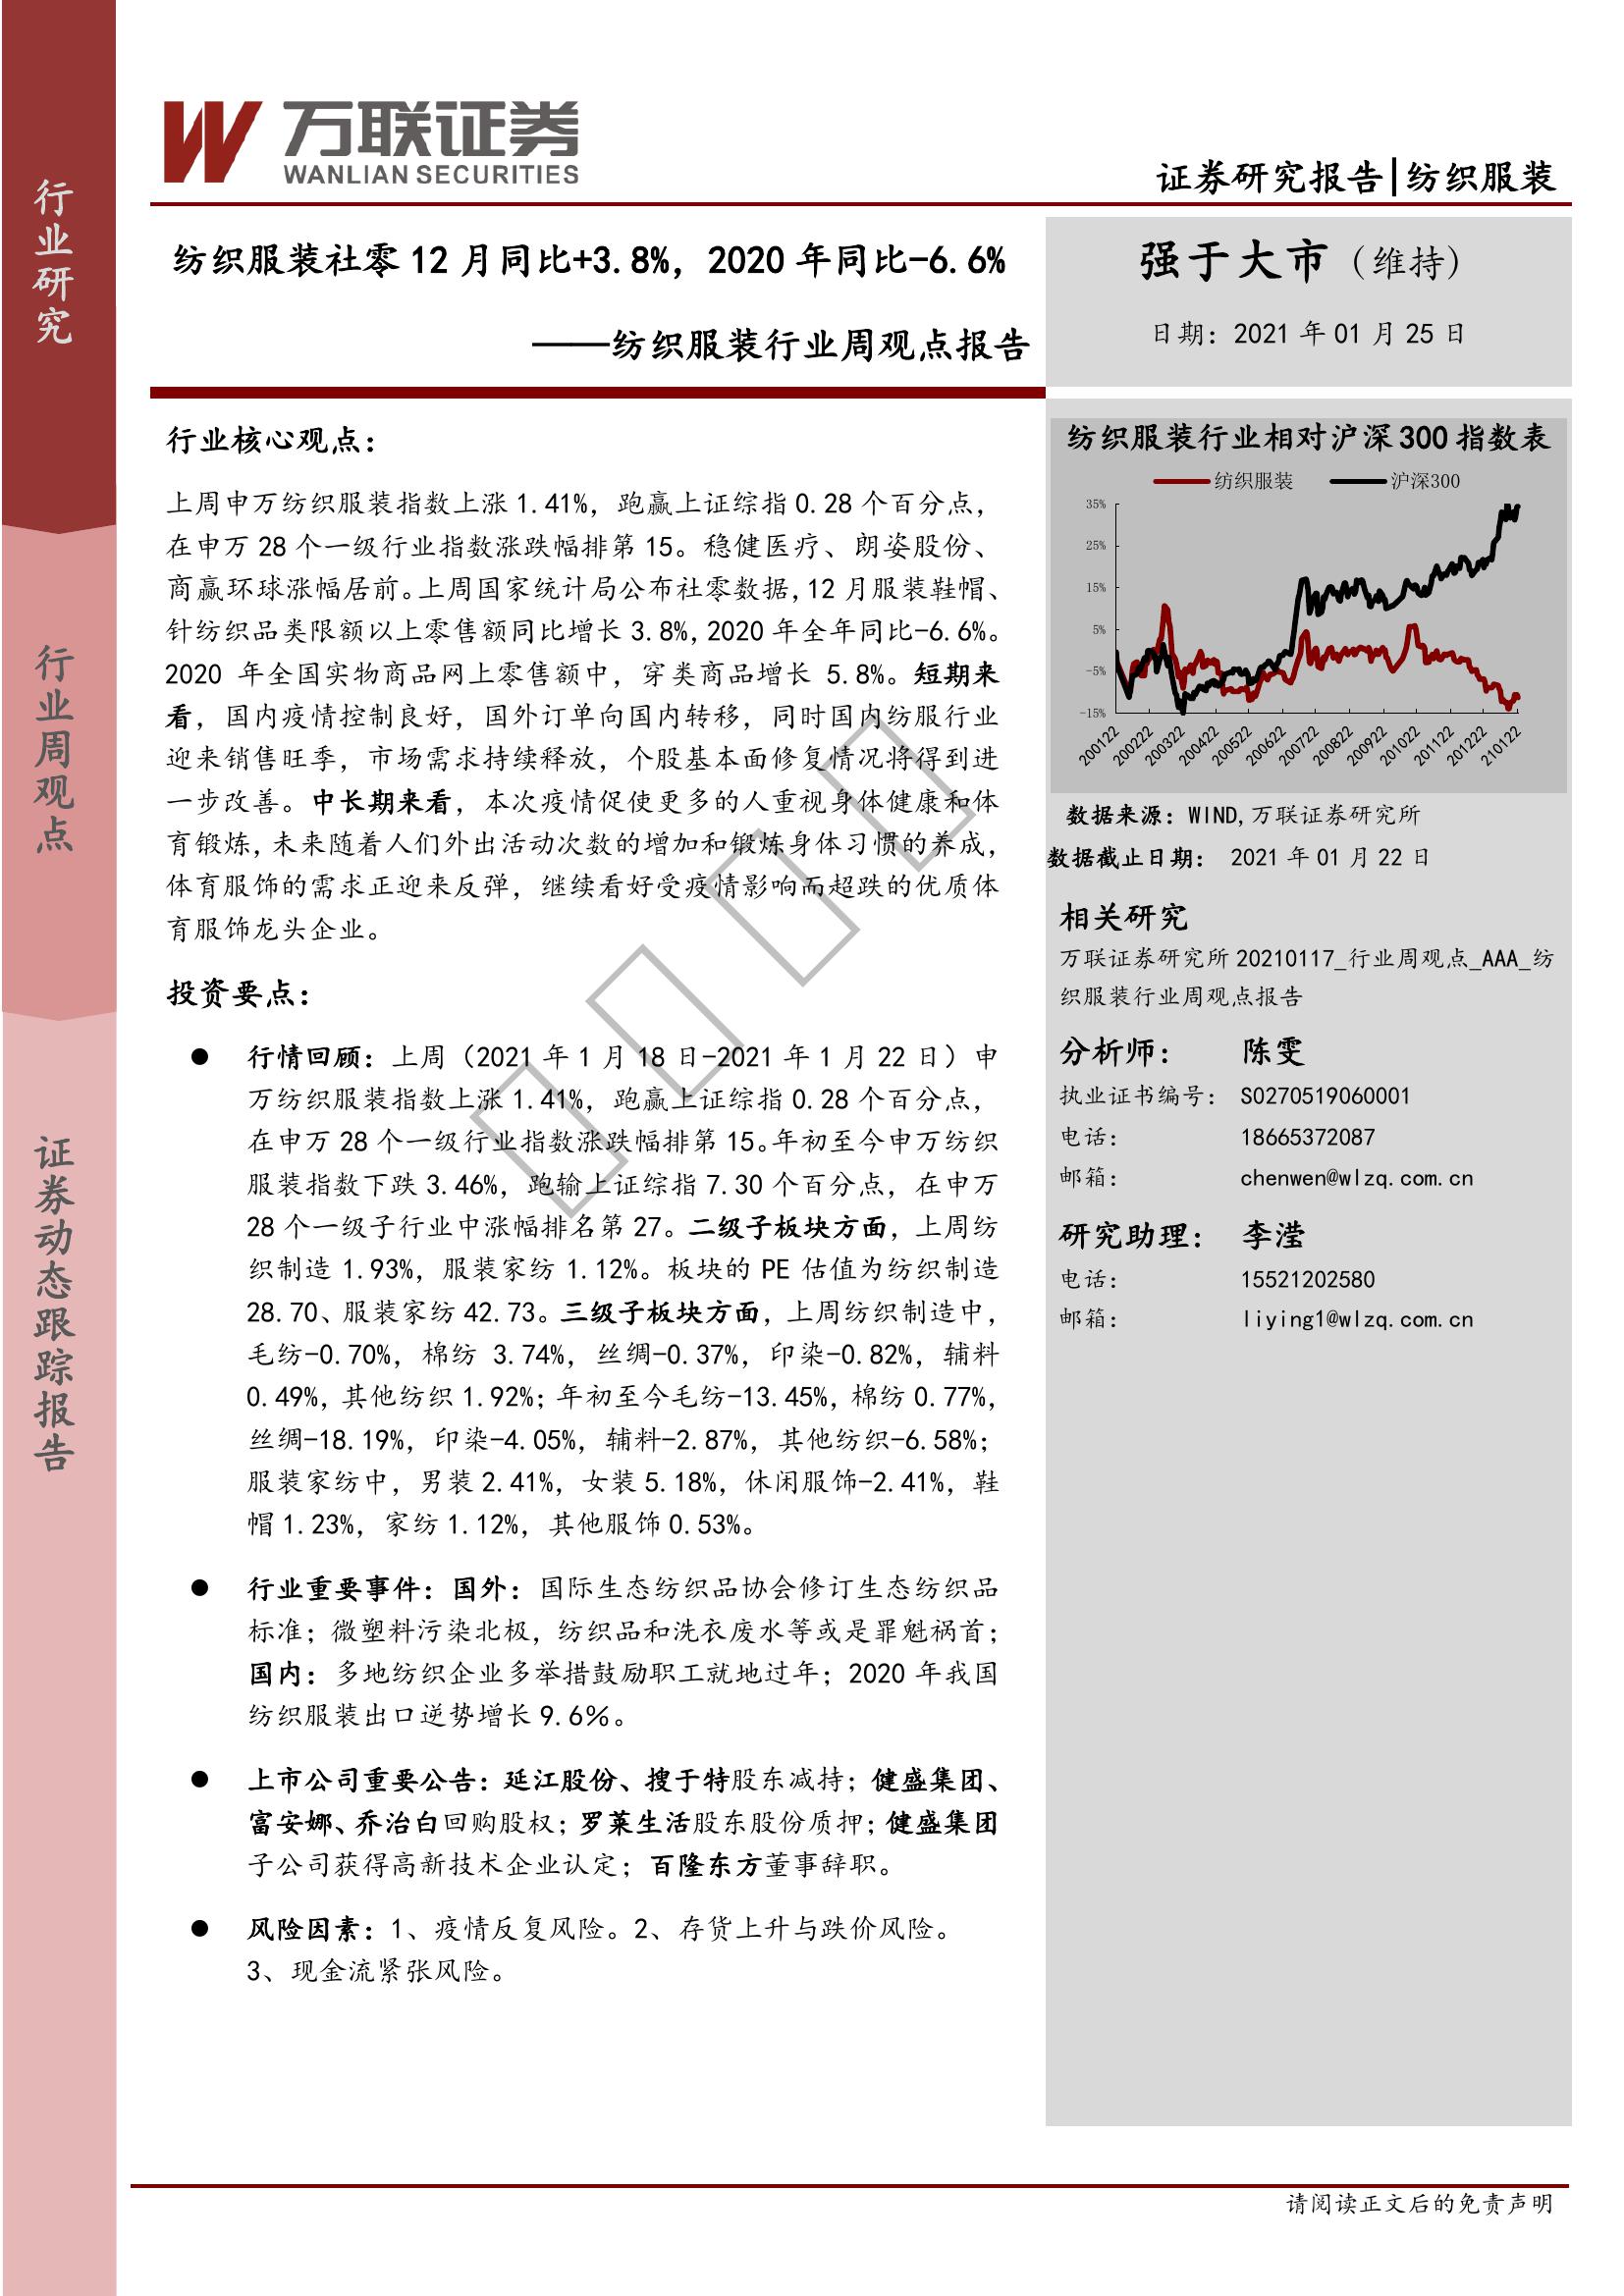 行业研究
行业周观点
证券动态跟踪报告
万联证券
WANLIAN SECURITIES
证券研究报告|纺织服装
纺织服装社零 12 月同比+3.8%, 2020 年同比-6.6%
——纺织服装行业周观点报告
强于大市（维持）
日期：2021 年 01 月 25 日
行业核心观点：
上周申万纺织服装指数上涨 1.41%，跑赢上证综指 0.28 个百分点，
在申万 28 个一级行业指数涨跌幅排第 15。稳健医疗、朗姿股份、
商赢环球涨幅居前。上周国家统计局公布社零数据,12 月服装鞋帽、
针纺织品类限额以上零售额同比增长 3.8%,2020 年全年同比-6.6%。
2020 年全国实物商品网上零售额中，穿类商品增长 5.8%。短期来
看，国内疫情控制良好，国外订单向国内转移，同时国内纺服行业
迎来销售旺季，市场需求持续释放，个股基本面修复情况将得到进
一步改善。中长期来看，本次疫情促使更多的人重视身体健康和体
育锻炼,未来随着人们外出活动次数的增加和锻炼身体习惯的养成，
体育服饰的需求正迎来反弹，继续看好受疫情影响而超跌的优质体
育服饰龙头企业。
投资要点：
● 行情回顾：上周（2021 年 1 月 18 日-2021 年 1 月 22 日）申
万纺织服装指数上涨 1.41%，跑赢上证综指 0.28 个百分点，
在申万 28 个一级行业指数涨跌幅排第 15。年初至今申万纺织
服装指数下跌 3.46%，跑输上证综指 7.30 个百分点，在申万
28 个一级子行业中涨幅排名第 27。二级子板块方面，上周纺
织制造 1.93%，服装家纺 1.12%。板块的 PE 估值为纺织制造
28.70、服装家纺 42.73。三级子板块方面，上周纺织制造中，
毛纺-0.70%，棉纺 3.74%，丝绸-0.37%，印染-0.82%，辅料
0.49%，其他纺织 1.92%；年初至今毛纺-13.45%，棉纺 0.77%，
丝绸-18.19%，印染-4.05%，辅料-2.87%，其他纺织-6.58%；
服装家纺中，男装 2.41%，女装 5.18%，休闲服饰-2.41%，鞋
帽 1.23%，家纺 1.12%，其他服饰 0.53%。
● 行业重要事件：国外：国际生态纺织品协会修订生态纺织品
标准；微塑料污染北极，纺织品和洗衣废水等或是罪魁祸首；
国内：多地纺织企业多举措鼓励职工就地过年；2020 年我国
纺织服装出口逆势增长 9.6％。
● 上市公司重要公告：延江股份、搜于特股东减持；健盛集团、
富安娜、乔治白回购股权；罗莱生活股东股份质押；健盛集团
子公司获得高新技术企业认定；百隆东方董事辞职。
● 风险因素：1、疫情反复风险。2、存货上升与跌价风险。
3、现金流紧张风险。
纺织服装行业相对沪深 300 指数表
纺织服装 沪深300
35%
25%
15%
5%
-5%
-15%
200122 200222 200322 200422 200522 200622 200722 200822 200922 201022 201122 201222 210122
数据来源：WIND,万联证券研究所
数据截止日期： 2021 年 01 月 22 日
相关研究
万联证券研究所 20210117_行业周观点_AAA_纺
织服装行业周观点报告
分析师： 陈雯
执业证书编号： S0270519060001
电话： 18665372087
邮箱： chenwen@wlzq.com.cn
研究助理： 李滢
电话： 15521202580
邮箱： liying1@wlzq.com.cn
请阅读正文后的免责声明